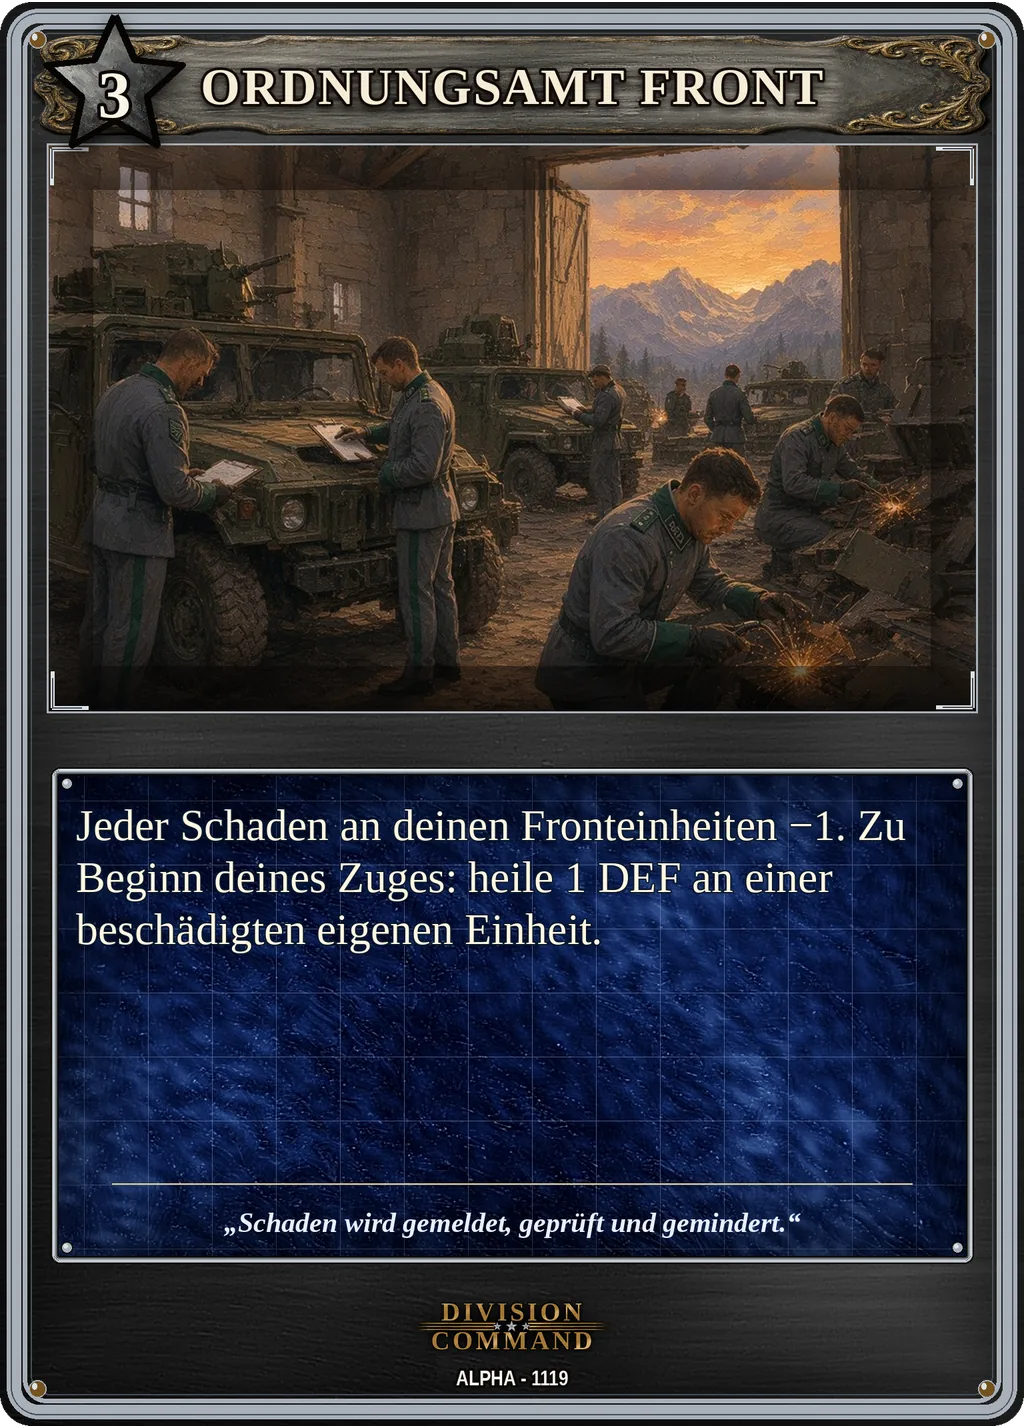 3
ORDNUNGSAMT FRONT
Jeder Schaden an deinen Fronteinheiten −1. Zu
Beginn deines Zuges: heile 1 DEF an einer
beschädigten eigenen Einheit.
„Schaden wird gemeldet, geprüft und gemindert.“
DIVISION
COMMAND
ALPHA - 1119